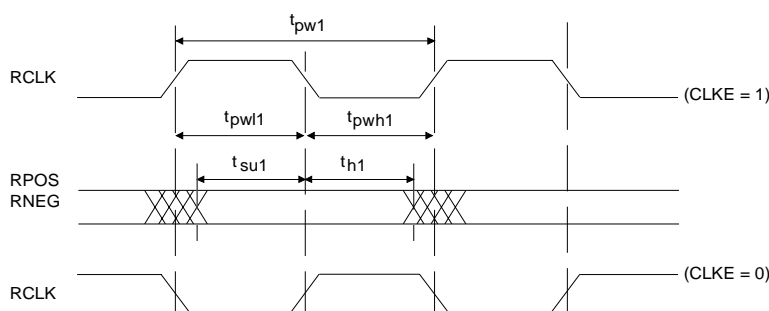 tpw1
RCLK
(CLKE = 1)
tpwl1
tpwh1
tsu1
th1
RPOS
RNEG
(CLKE = 0)
RCLK